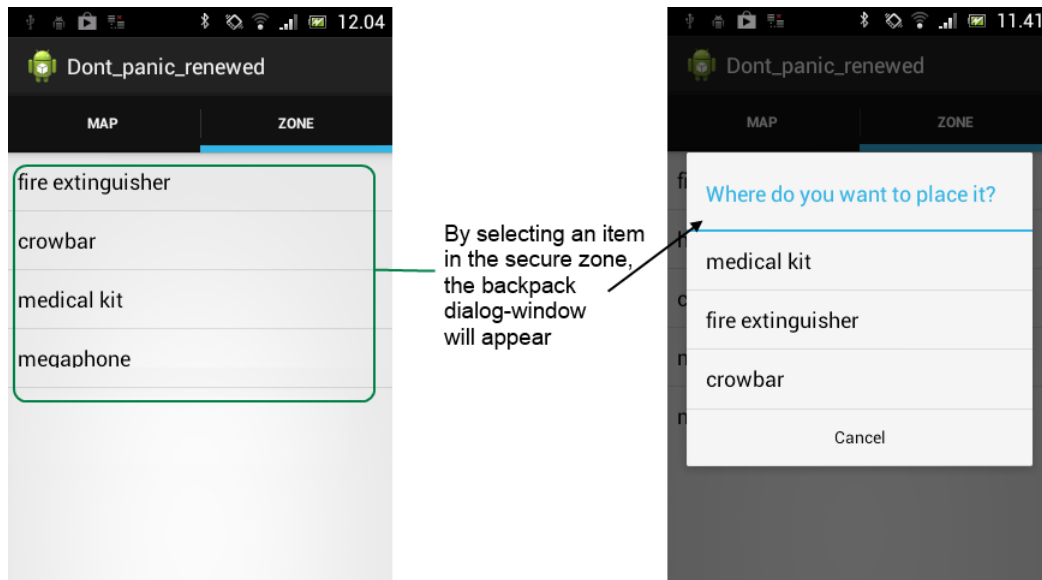 12.04
Dont_panic_renewed
MAP ZONE
fire extinguisher
crowbar
medical kit
megaphone
By selecting an item
in the secure zone,
the backpack
dialog-window
will appear
11.41
Dont_panic_renewed
MAP ZONE
fi
Where do you want to place it?
h
medical kit
c
fire extinguisher
n
crowbar
n
Cancel